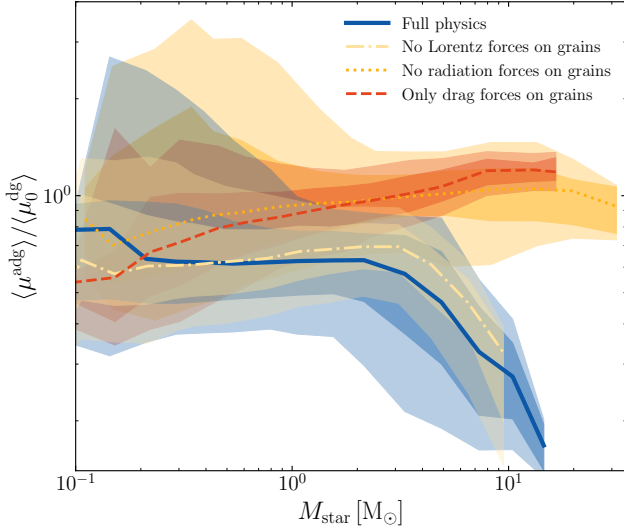 Full physics
No Lorentz forces on grains
No radiation forces on grains
Only drag forces on grains
10^0
⟨μ^adg⟩/⟨μ_0^dg⟩
10^−1 10^0 10^1
M_star [M_⊙]